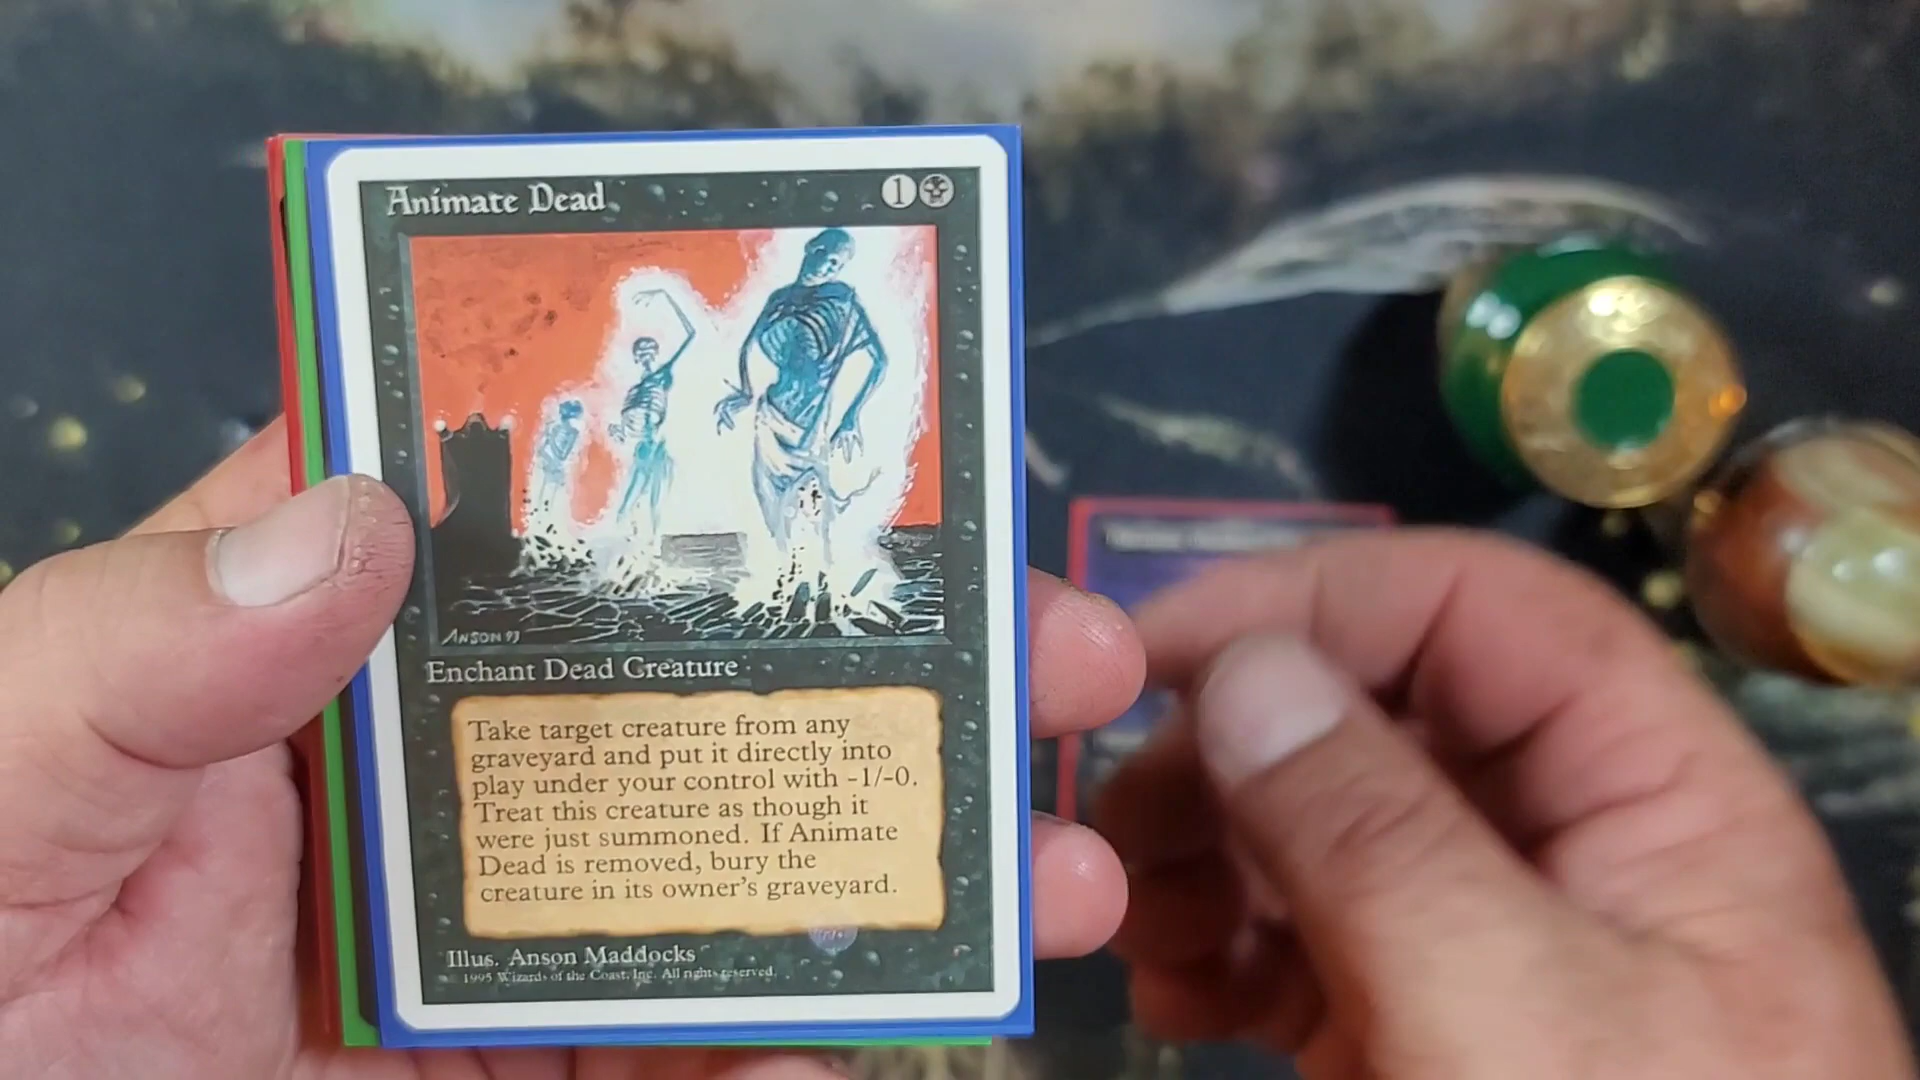 Animate Dead
1
ANSON 93
Enchant Dead Creature
Take target creature from any
graveyard and put it directly into
play under your control with -1/-0.
Treat this creature as though it
were just summoned. If Animate
Dead is removed, bury the
creature in its owner's graveyard.
Illus. Anson Maddocks
1995 Wizards of the Coast, Inc. All rights reserved.